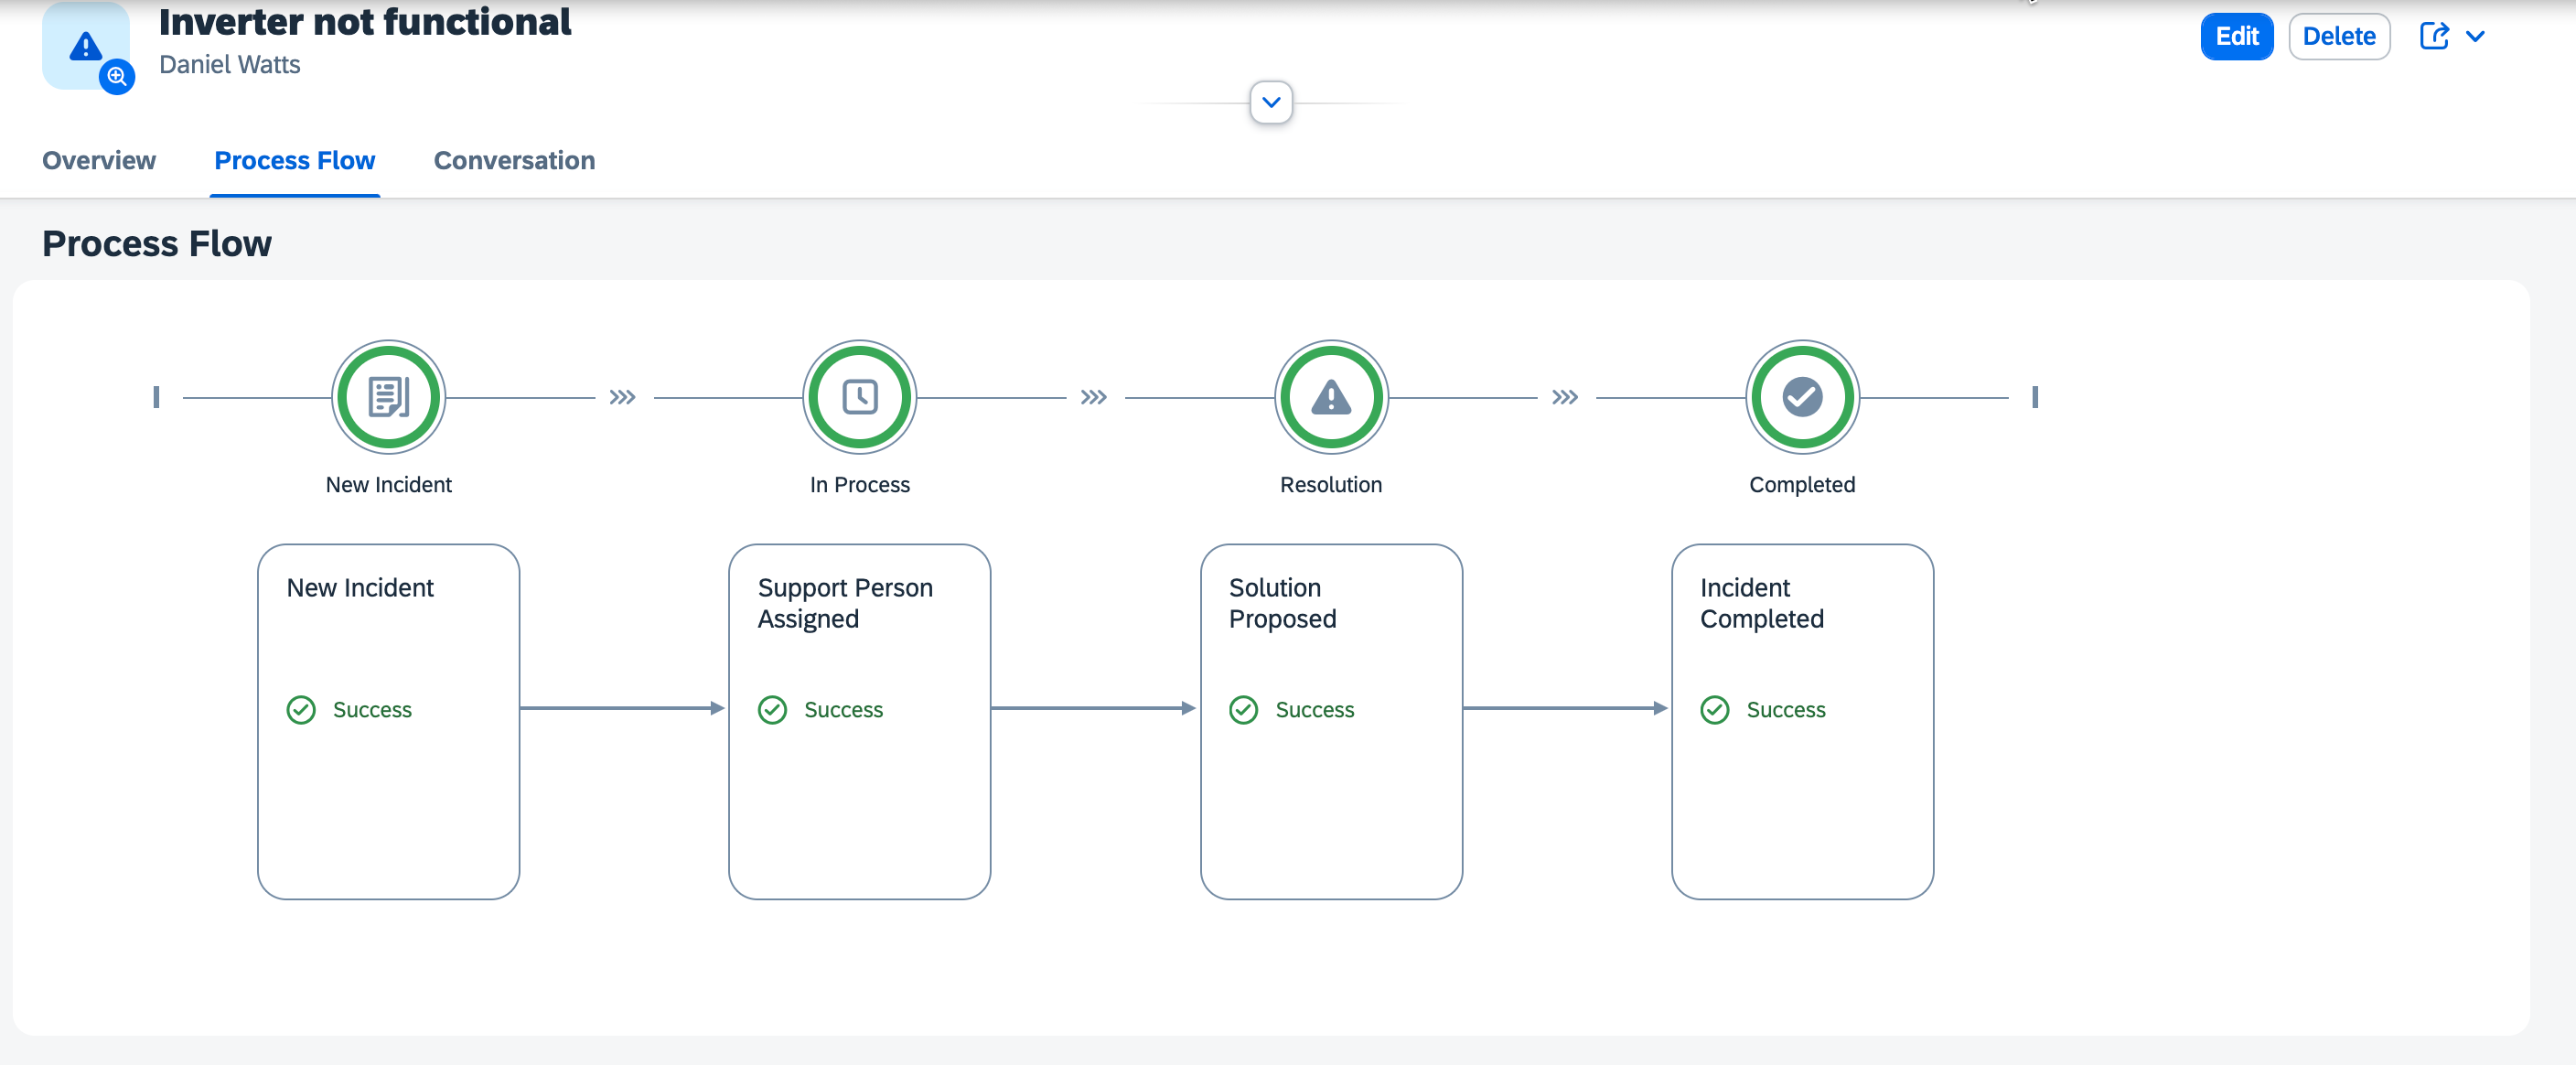 Inverter not functional
Daniel Watts
Edit
Delete
Overview
Process Flow
Conversation
Process Flow
New Incident
In Process
Resolution
Completed
New Incident
Success
Support Person
Assigned
Success
Solution
Proposed
Success
Incident
Completed
Success